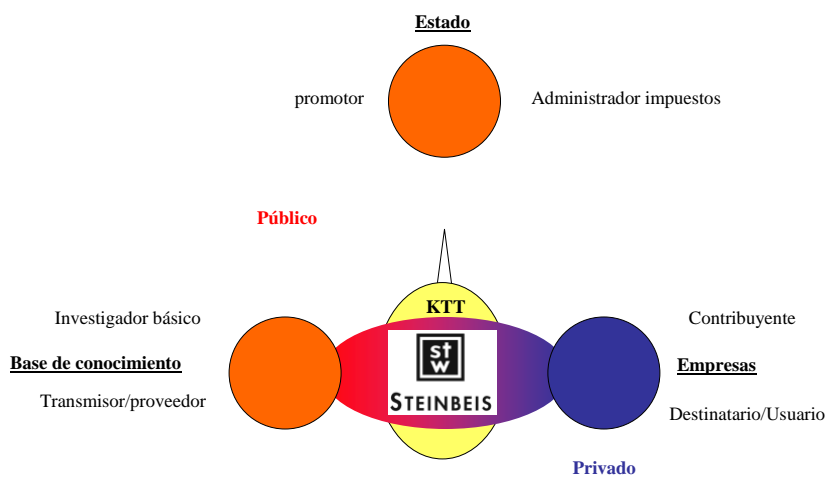 Estado
promotor
Administrador impuestos
Público
KTT
Investigador básico
Contribuyente
st
w
Base de conocimiento
Empresas
STEINBEIS
Transmisor/proveedor
Destinatario/Usuario
Privado